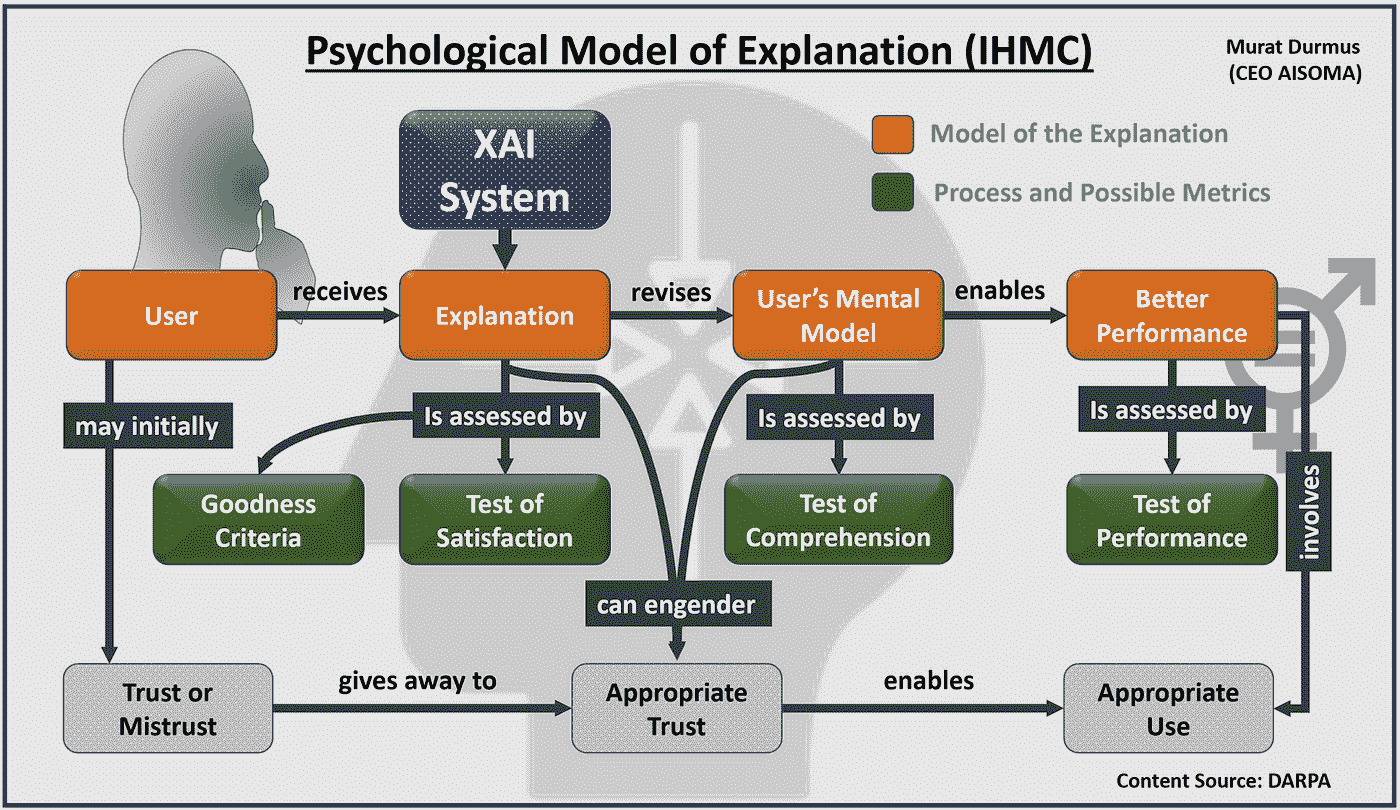 Psychological Model of Explanation (IHMC)
Murat Durmus
(CEO AISOMA)
XAI
System
Model of the Explanation
Process and Possible Metrics
User
receives
Explanation
revises
User's Mental
Model
enables
Better
Performance
may initially
Is assessed by
Is assessed by
Is assessed by
involves
Goodness
Criteria
Test of
Satisfaction
Test of
Comprehension
Test of
Performance
can engender
Trust or
Mistrust
gives away to
Appropriate
Trust
enables
Appropriate
Use
Content Source: DARPA